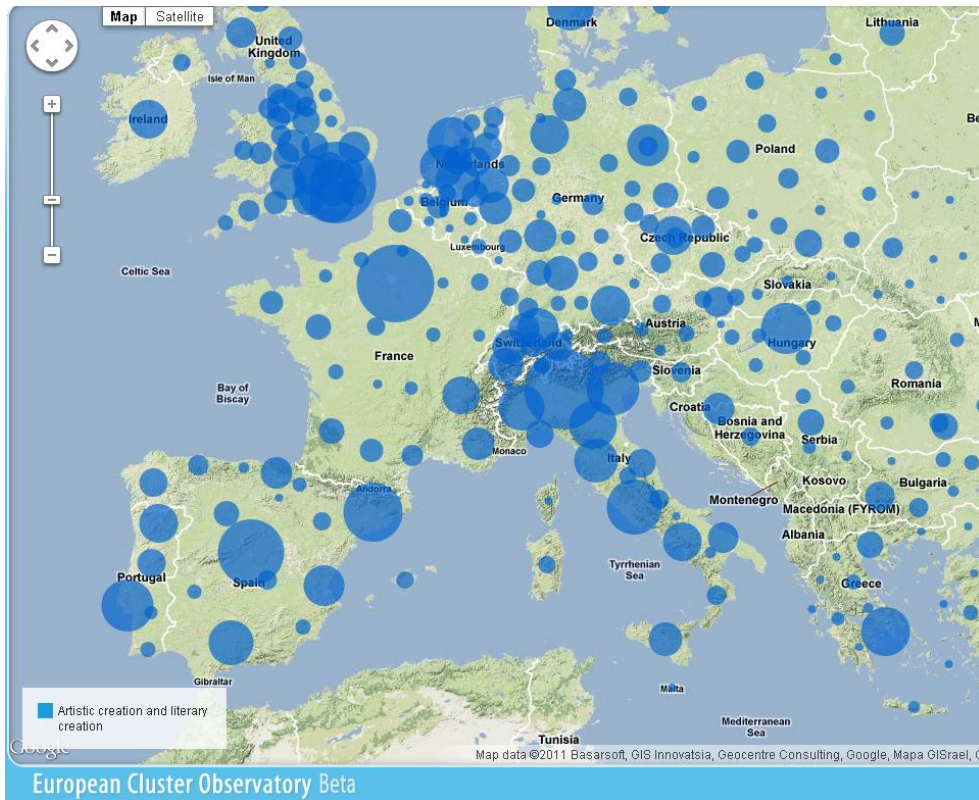 Map
Satellite
Denmark
Lithuania
United
Kingdom
Isle of Man
Ireland
Netherlands
Poland
Belgium
Germany
Luxembourg
Czech Republic
Celtic Sea
Slovakia
Austria
Switzerland
Hungary
France
Slovenia
Romania
Bay of
Biscay
Croatia
Bosnia and
Herzegovina
Serbia
Monaco
Italy
Kosovo
Bulgaria
Andorra
Montenegro
Macedonia (FYROM)
Albania
Tyrrhenian
Sea
Portugal
Spain
Greece
Gibraltar
Malta
Artistic creation and literary
creation
Mediterranean
Sea
Tunisia
Google
Map data ©2011 Basarsoft, GIS Innovatsia, Geocentre Consulting, Google, Mapa GISrael,
European Cluster Observatory Beta